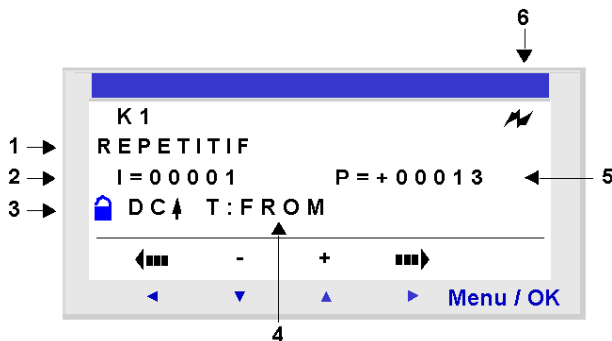 6
K1
1 REPETITIF
2 I=00001 P=+00013 5
3 DC T:FROM
- +
Menu / OK
4